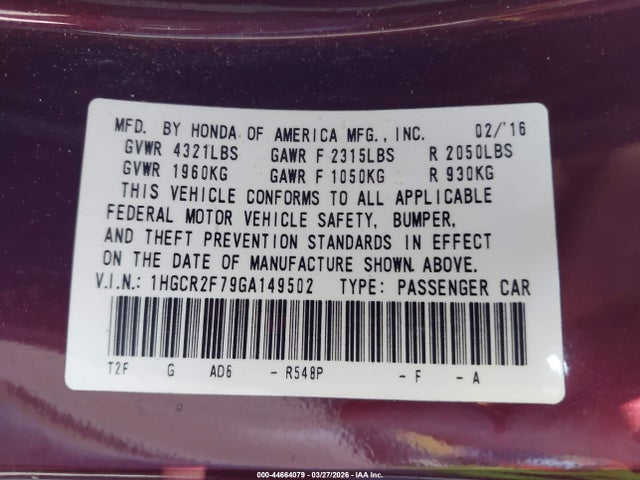 MFD. BY HONDA OF AMERICA MFG., INC. 02/'16
GVWR 4321LBS GAWR F 2315LBS R 2050LBS
GVWR 1960KG GAWR F 1050KG R 930KG
THIS VEHICLE CONFORMS TO ALL APPLICABLE
FEDERAL MOTOR VEHICLE SAFETY, BUMPER,
AND THEFT PREVENTION STANDARDS IN EFFECT
ON THE DATE OF MANUFACTURE SHOWN ABOVE.
V.I.N.: 1HGCR2F79GA149502 TYPE: PASSENGER CAR
T2F G AD6 - R548P - F - A
000-44664079 - 03/27/2026 - IAA Inc.